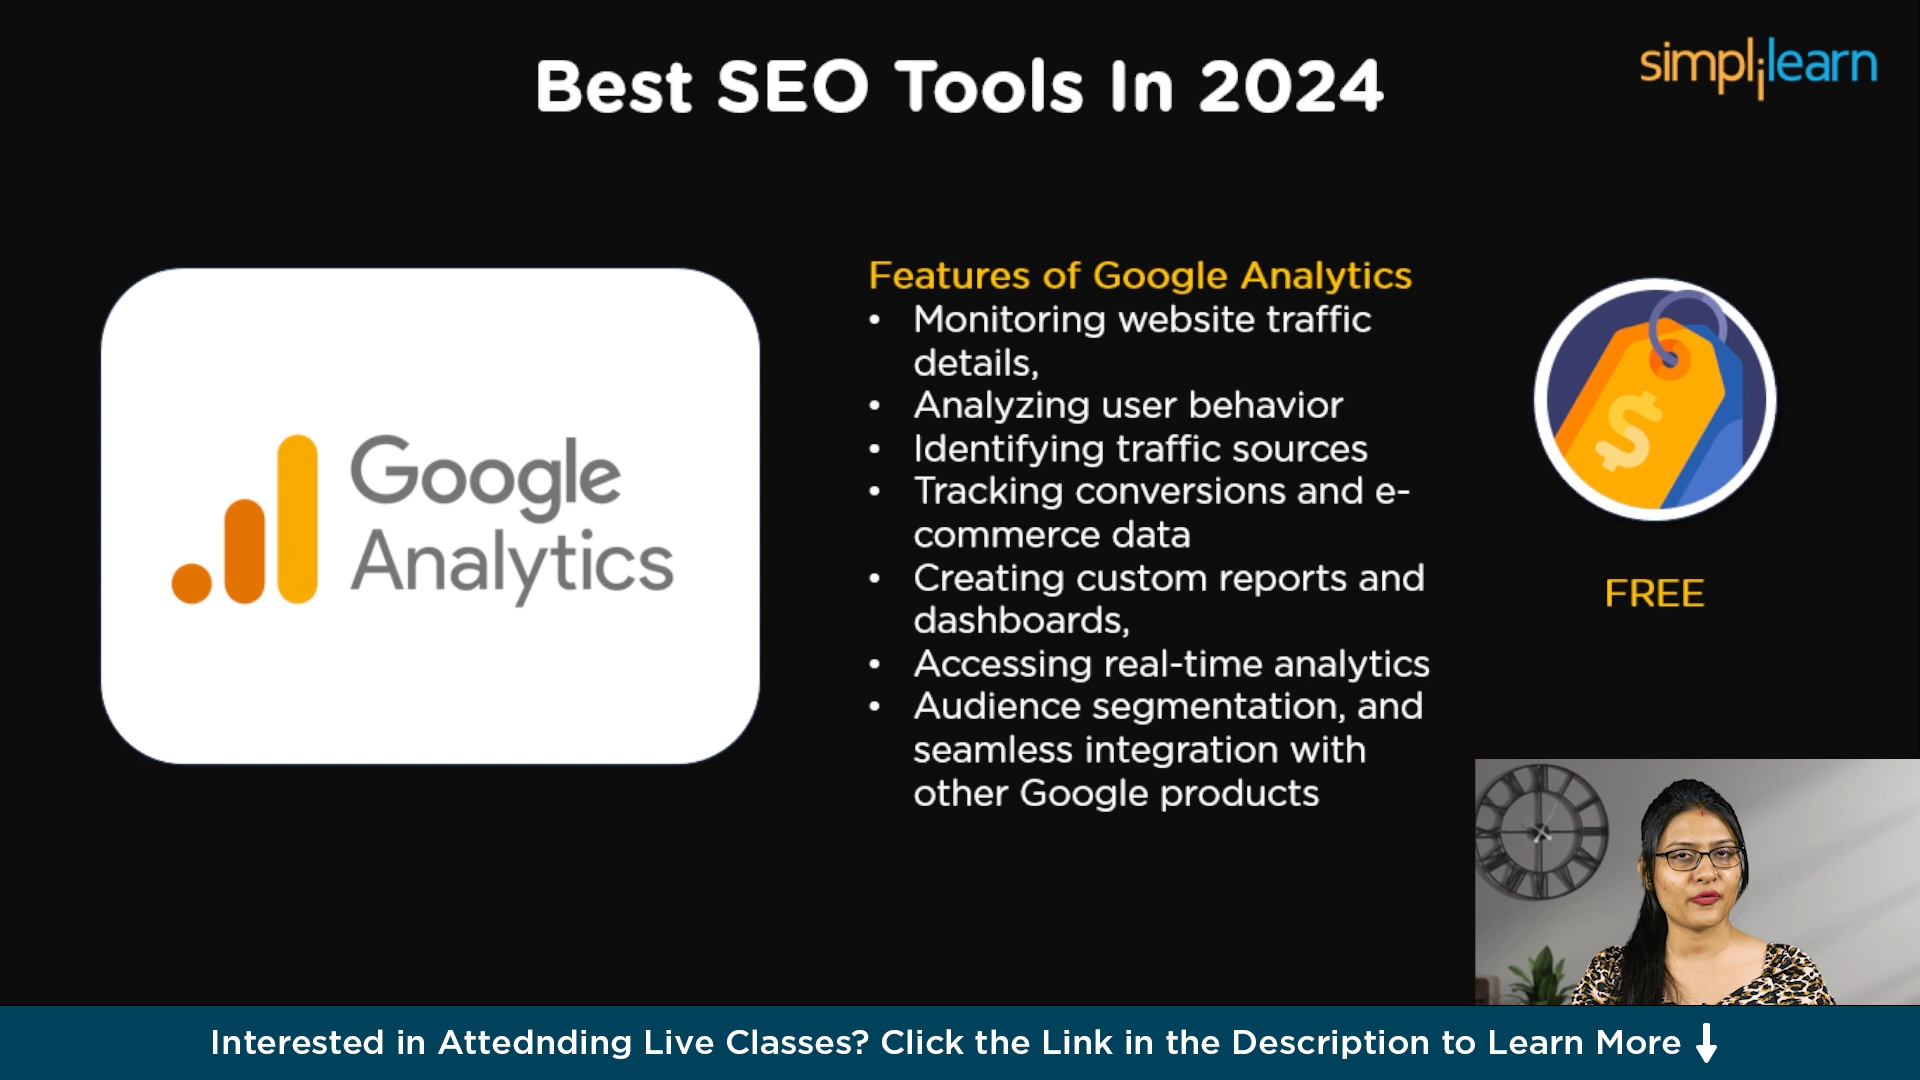 Best SEO Tools In 2024
simplilearn
Google
Analytics
Features of Google Analytics
• Monitoring website traffic
details,
• Analyzing user behavior
• Identifying traffic sources
• Tracking conversions and e-
commerce data
• Creating custom reports and
dashboards,
• Accessing real-time analytics
• Audience segmentation, and
seamless integration with
other Google products
$
FREE
Interested in Attednding Live Classes? Click the Link in the Description to Learn More